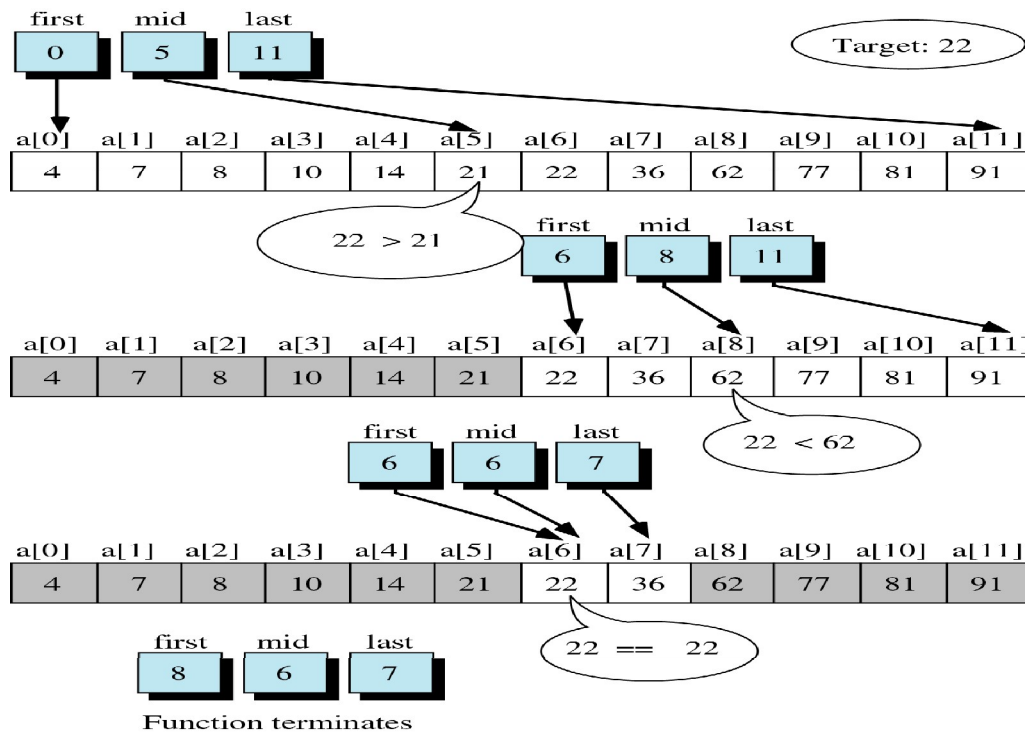 first mid last
0 5 11
Target: 22
a[0] a[1] a[2] a[3] a[4] a[5] a[6] a[7] a[8] a[9] a[10] a[11]
4 7 8 10 14 21 22 36 62 77 81 91
22 > 21
first mid last
6 8 11
a[0] a[1] a[2] a[3] a[4] a[5] a[6] a[7] a[8] a[9] a[10] a[11]
4 7 8 10 14 21 22 36 62 77 81 91
22 < 62
first mid last
6 6 7
a[0] a[1] a[2] a[3] a[4] a[5] a[6] a[7] a[8] a[9] a[10] a[11]
4 7 8 10 14 21 22 36 62 77 81 91
22 == 22
first mid last
8 6 7
Function terminates